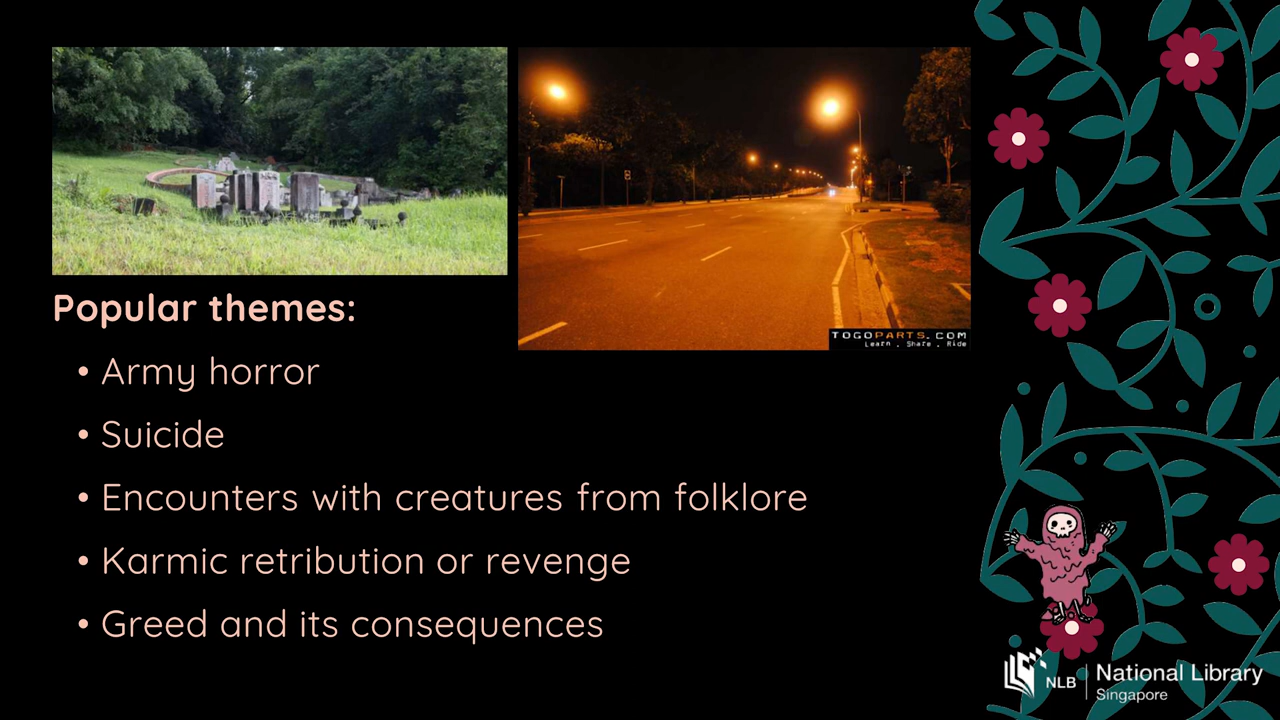 TOGOPARTS.COM
Learn . Share . Ride
Popular themes:
• Army horror
• Suicide
• Encounters with creatures from folklore
• Karmic retribution or revenge
• Greed and its consequences
NLB
National Library
Singapore